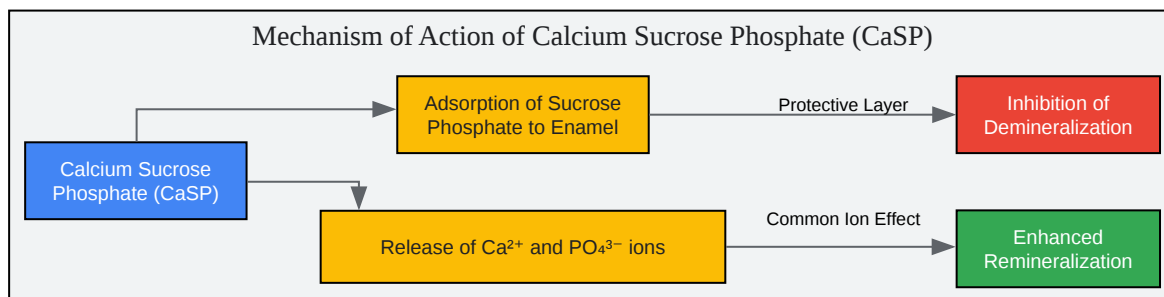 Mechanism of Action of Calcium Sucrose Phosphate (CaSP)
Adsorption of Sucrose
Phosphate to Enamel
Protective Layer
Inhibition of
Demineralization
Calcium Sucrose
Phosphate (CaSP)
Release of Ca²⁺ and PO₄³⁻ ions
Common Ion Effect
Enhanced
Remineralization